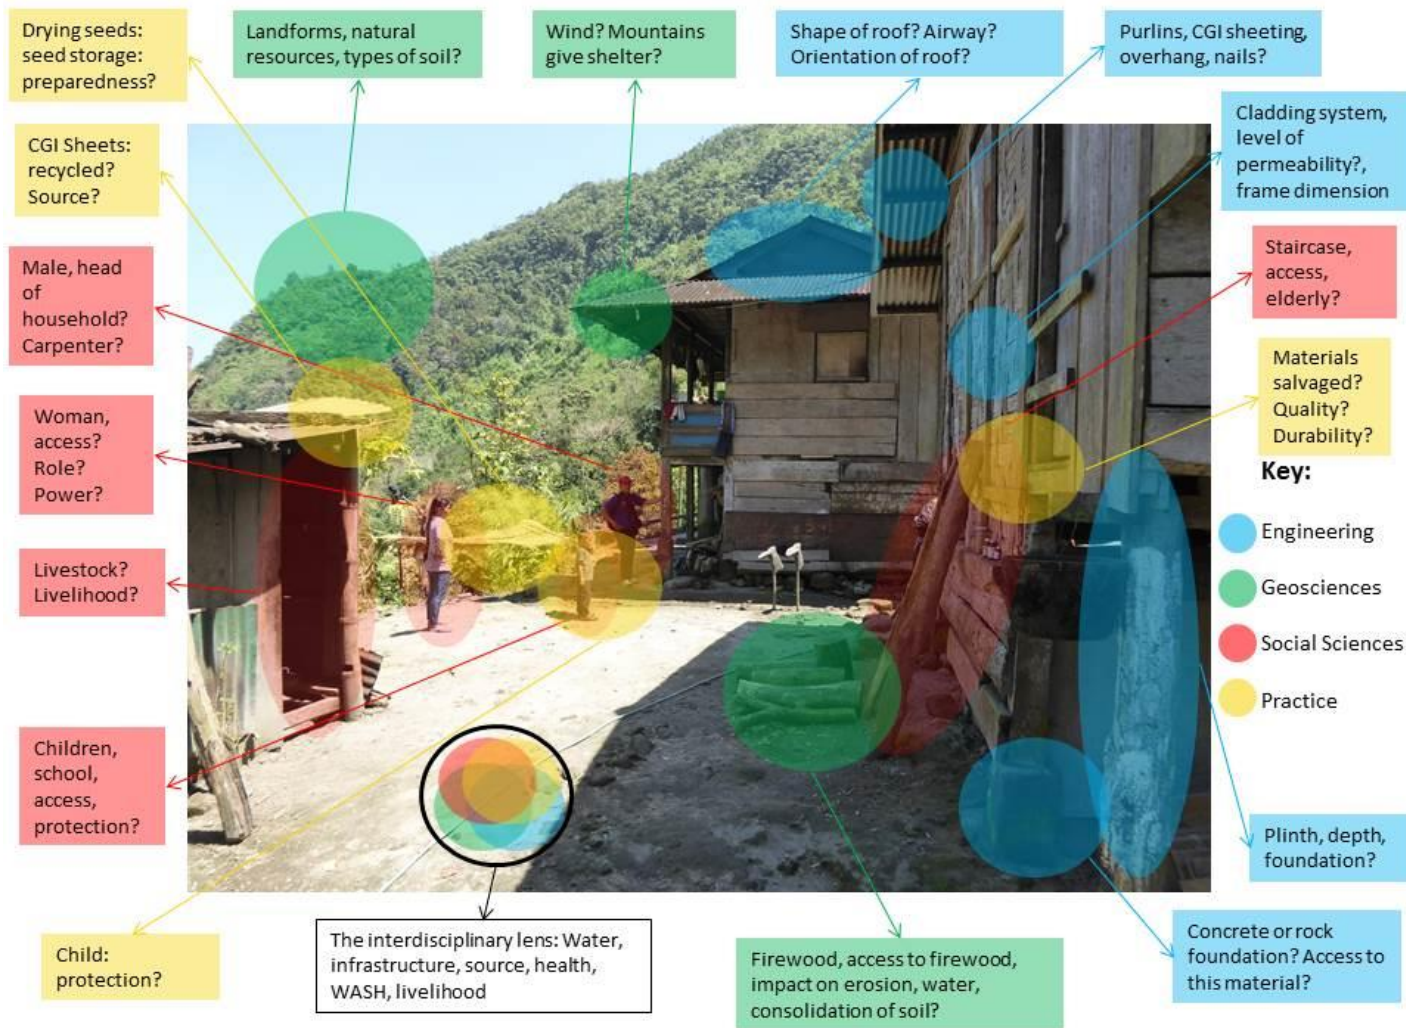 Drying seeds:
seed storage:
preparedness?
Landforms, natural
resources, types of soil?
Wind? Mountains
give shelter?
Shape of roof? Airway?
Orientation of roof?
Purlins, CGI sheeting,
overhang, nails?
CGI Sheets:
recycled?
Source?
Cladding system,
level of
permeability?,
frame dimension
Male, head
of
household?
Carpenter?
Staircase,
access,
elderly?
Woman,
access?
Role?
Power?
Materials
salvaged?
Quality?
Durability?
Key:
Engineering
Geosciences
Social Sciences
Practice
Livestock?
Livelihood?
Children,
school,
access,
protection?
Plinth, depth,
foundation?
Child:
protection?
The interdisciplinary lens: Water,
infrastructure, source, health,
WASH, livelihood
Firewood, access to firewood,
impact on erosion, water,
consolidation of soil?
Concrete or rock
foundation? Access to
this material?